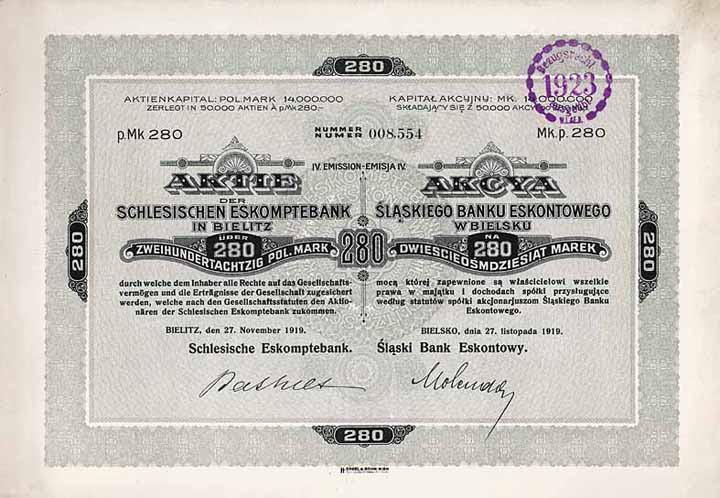 280
AKTIENKAPITAL: POL. MARK 14,000.000
ZERLEGT IN 50.000 AKTIEN À pMk 280·-
KAPITAŁ AKCYJNY: MK: 14,000.000
SKŁADAJĄCY SIĘ Z 50.000
Bezugsrecht
1923
p.Mk 280
NUMMER
NUMER 008.554
Mk.p. 280
IV. EMISSION-EMISJA IV.
AKTIE
DER
SCHLESISCHEN ESKOMPTEBANK
IN BIELITZ
ÜBER
280
ZWEIHUNDERTACHTZIG POL. MARK
AKCYA
ŚLĄSKIEGO BANKU ESKONTOWEGO
W BIELSKU
NA
280
DWIEŚCIEOŚMDZIESIAT MAREK
280
280
280
durch welche dem Inhaber alle Rechte auf das Gesellschafts-
vermögen und die Erträgnisse der Gesellschaft zugesichert
werden, welche nach den Gesellschaftsstatuten den Aktio-
nären der Schlesischen Eskomptebank zukommen.
BIELITZ, den 27. November 1919.
Schlesische Eskomptebank.
mocą której zapewnione są właścicielowi wszelkie
prawa w majątku i dochodach spółki przysługujące
według statutów spółki akcjonarjuszom Śląskiego Banku
Eskontowego.
BIELSKO, dnia 27. listopada 1919.
Śląski Bank Eskontowy.
280